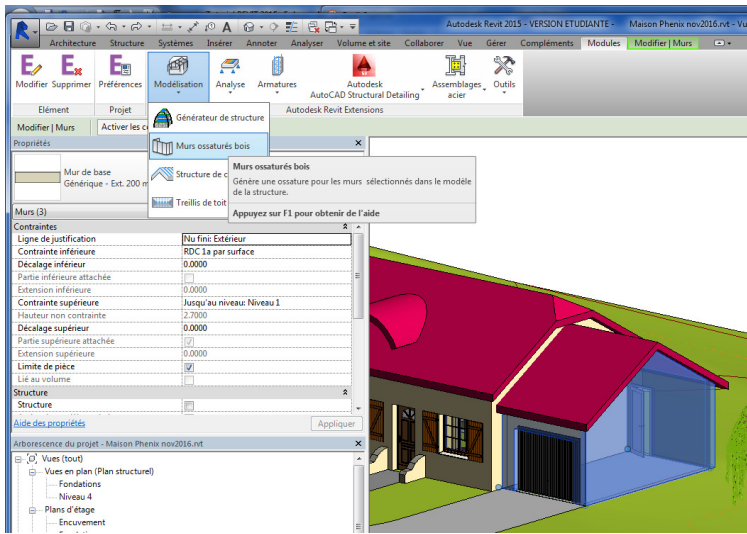 Autodesk Revit 2015 - VERSION ETUDIANTE - Maison Phenix nov2016.rvt - Vu
Architecture Structure Systèmes Insérer Annoter Analyser Volume et site Collaborer Vue Gérer Compléments Modules Modifier | Murs
Modifier Supprimer Préférences Modélisation Analyse Armatures Autodesk AutoCAD Structural Detailing Assemblages acier Outils
Elément Projet Autodesk Revit Extensions
Générateur de structure
Murs ossaturés bois
Structure de c
Treillis de toit
Murs ossaturés bois
Génère une ossature pour les murs sélectionnés dans le modèle
de la structure.
Appuyez sur F1 pour obtenir de l'aide
Modifier | Murs Activer les co
Propriétés
Mur de base
Générique - Ext. 200 m
Murs (3)
Contraintes
Ligne de justification Nu fini: Extérieur
Contrainte inférieure RDC 1a par surface
Décalage inférieur 0.0000
Partie inférieure attachée
Extension inférieure 0.0000
Contrainte supérieure Jusqu'au niveau: Niveau 1
Hauteur non contrainte 2.7000
Décalage supérieur 0.0000
Partie supérieure attachée
Extension supérieure 0.0000
Limite de pièce
Lié au volume
Structure
Structure
Aide des propriétés Appliquer
Arborescence du projet - Maison Phenix nov2016.rvt
Vues (tout)
Vues en plan (Plan structurel)
Fondations
Niveau 4
Plans d'étage
Encuvement